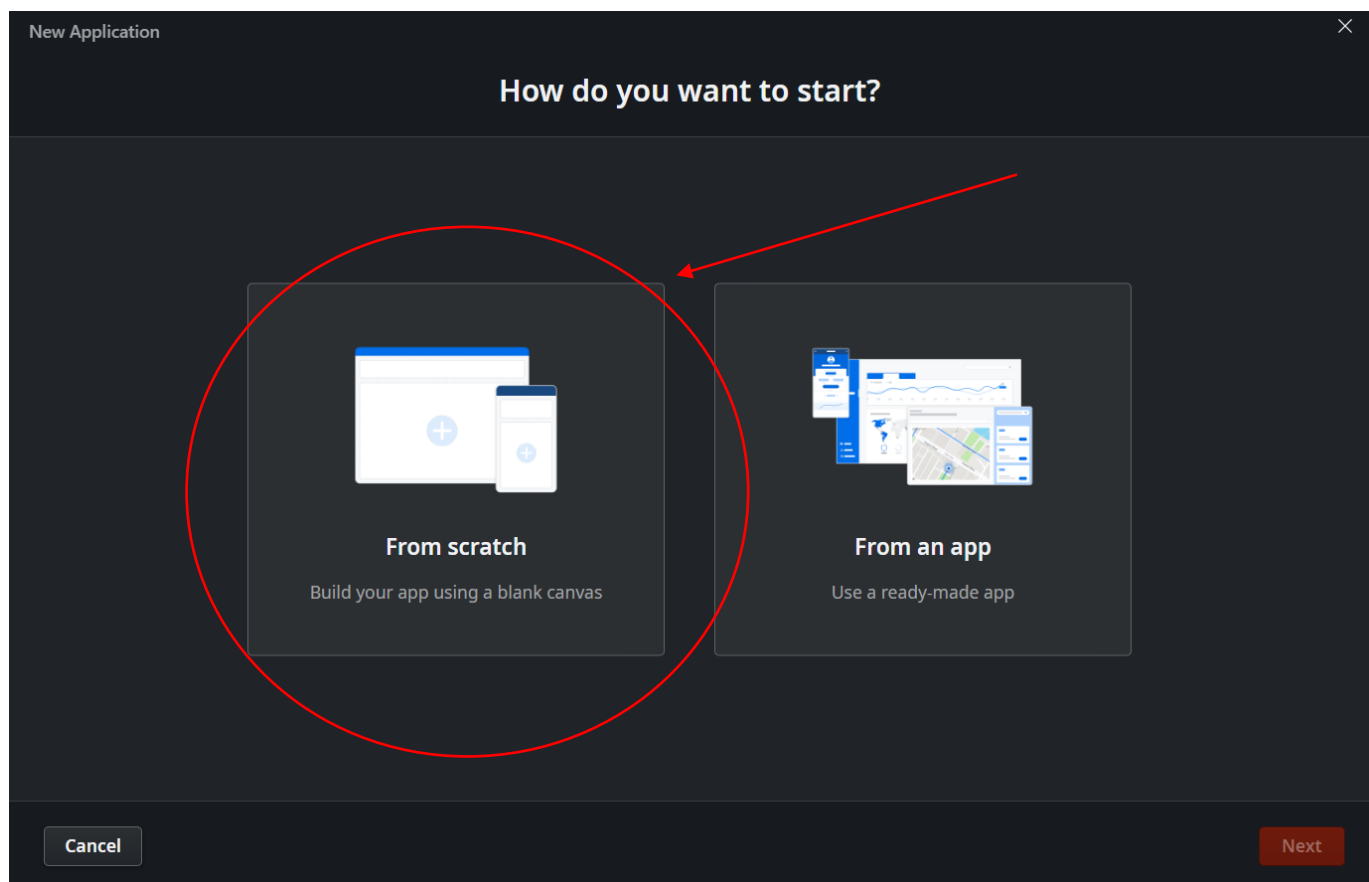 New Application
How do you want to start?
From scratch
Build your app using a blank canvas
From an app
Use a ready-made app
Cancel
Next